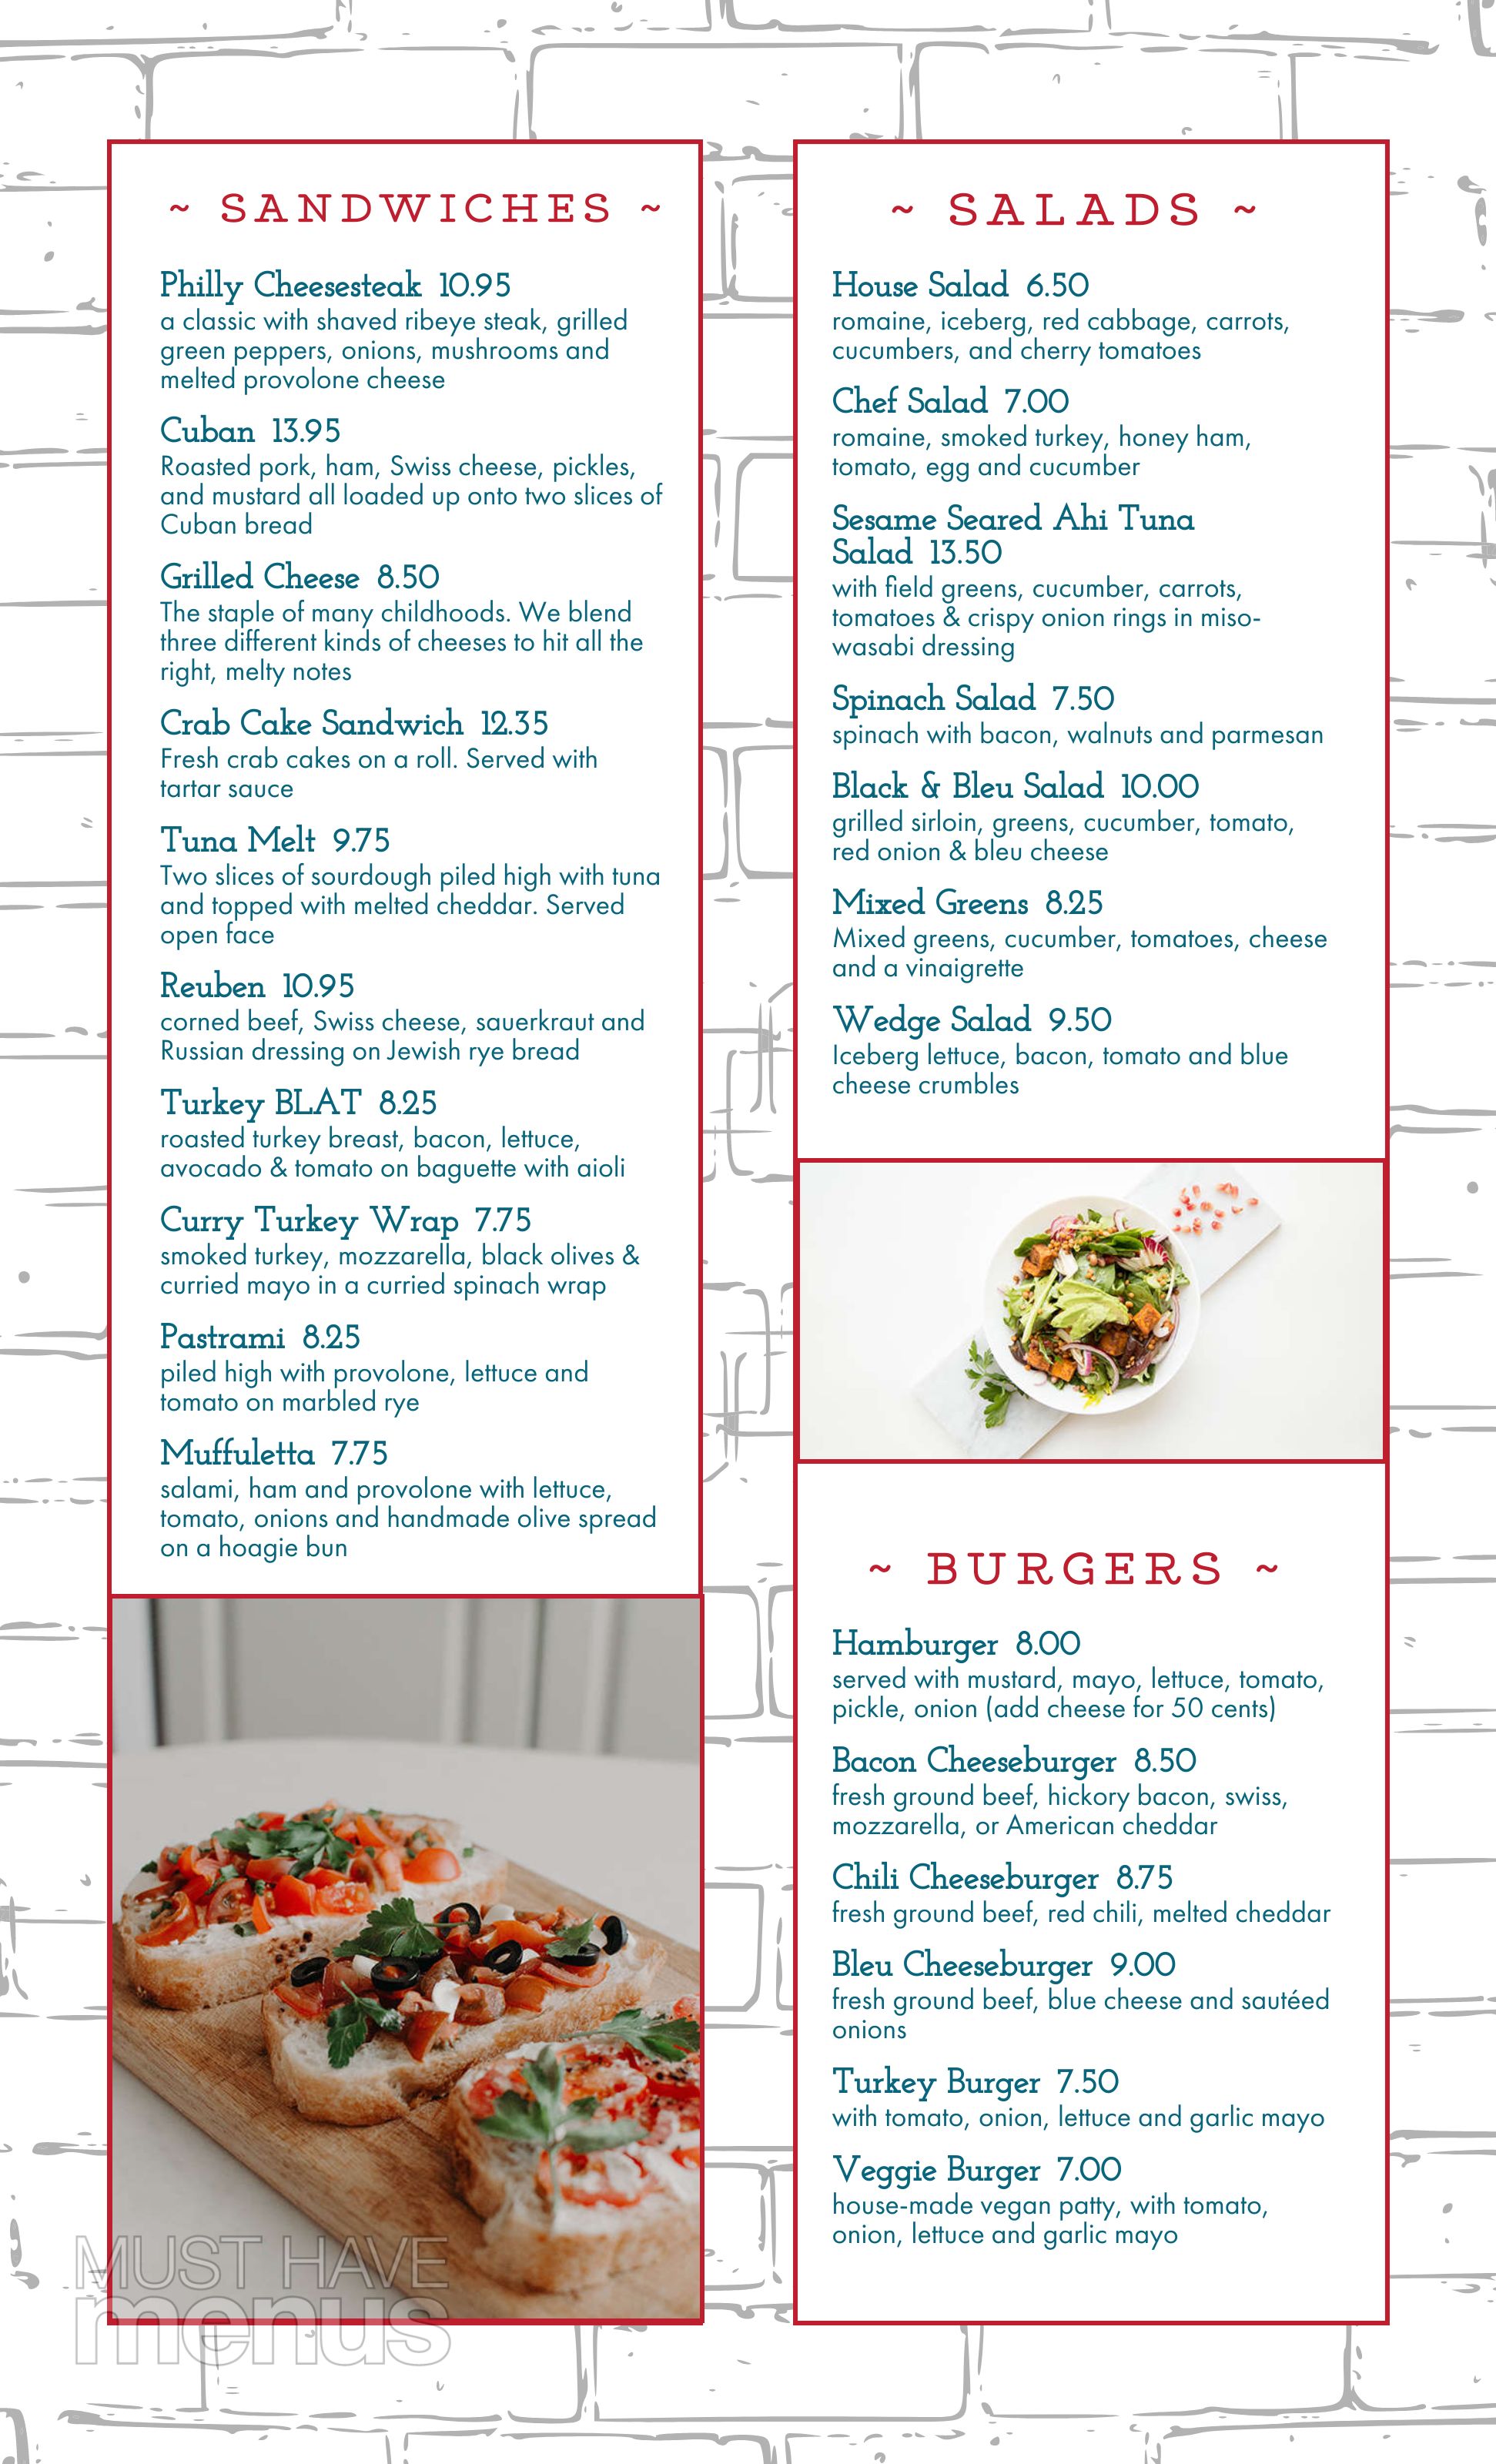 ~ SANDWICHES ~
Philly Cheesesteak 10.95
a classic with shaved ribeye steak, grilled
green peppers, onions, mushrooms and
melted provolone cheese
Cuban 13.95
Roasted pork, ham, Swiss cheese, pickles,
and mustard all loaded up onto two slices of
Cuban bread
Grilled Cheese 8.50
The staple of many childhoods. We blend
three different kinds of cheeses to hit all the
right, melty notes
Crab Cake Sandwich 12.35
Fresh crab cakes on a roll. Served with
tartar sauce
Tuna Melt 9.75
Two slices of sourdough piled high with tuna
and topped with melted cheddar. Served
open face
Reuben 10.95
corned beef, Swiss cheese, sauerkraut and
Russian dressing on Jewish rye bread
Turkey BLAT 8.25
roasted turkey breast, bacon, lettuce,
avocado & tomato on baguette with aioli
Curry Turkey Wrap 7.75
smoked turkey, mozzarella, black olives &
curried mayo in a curried spinach wrap
Pastrami 8.25
piled high with provolone, lettuce and
tomato on marbled rye
Muffuletta 7.75
salami, ham and provolone with lettuce,
tomato, onions and handmade olive spread
on a hoagie bun
MUST HAVE
menus
~ SALADS ~
House Salad 6.50
romaine, iceberg, red cabbage, carrots,
cucumbers, and cherry tomatoes
Chef Salad 7.00
romaine, smoked turkey, honey ham,
tomato, egg and cucumber
Sesame Seared Ahi Tuna
Salad 13.50
with field greens, cucumber, carrots,
tomatoes & crispy onion rings in miso-
wasabi dressing
Spinach Salad 7.50
spinach with bacon, walnuts and parmesan
Black & Bleu Salad 10.00
grilled sirloin, greens, cucumber, tomato,
red onion & bleu cheese
Mixed Greens 8.25
Mixed greens, cucumber, tomatoes, cheese
and a vinaigrette
Wedge Salad 9.50
Iceberg lettuce, bacon, tomato and blue
cheese crumbles
~ BURGERS ~
Hamburger 8.00
served with mustard, mayo, lettuce, tomato,
pickle, onion (add cheese for 50 cents)
Bacon Cheeseburger 8.50
fresh ground beef, hickory bacon, swiss,
mozzarella, or American cheddar
Chili Cheeseburger 8.75
fresh ground beef, red chili, melted cheddar
Bleu Cheeseburger 9.00
fresh ground beef, blue cheese and sautéed
onions
Turkey Burger 7.50
with tomato, onion, lettuce and garlic mayo
Veggie Burger 7.00
house-made vegan patty, with tomato,
onion, lettuce and garlic mayo